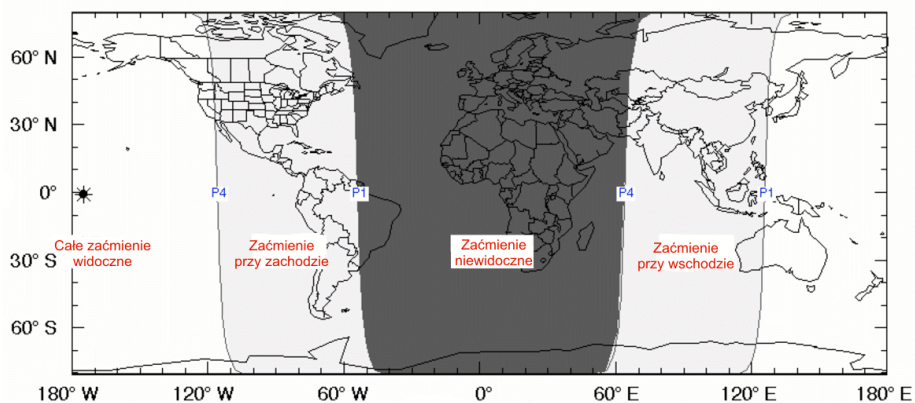 60° N
30° N
0°
30° S
60° S
P4
P1
P4
P1
Całe zaćmienie
widoczne
Zaćmienie
przy zachodzie
Zaćmienie
niewidoczne
Zaćmienie
przy wschodzie
180° W
120° W
60° W
0°
60° E
120° E
180° E